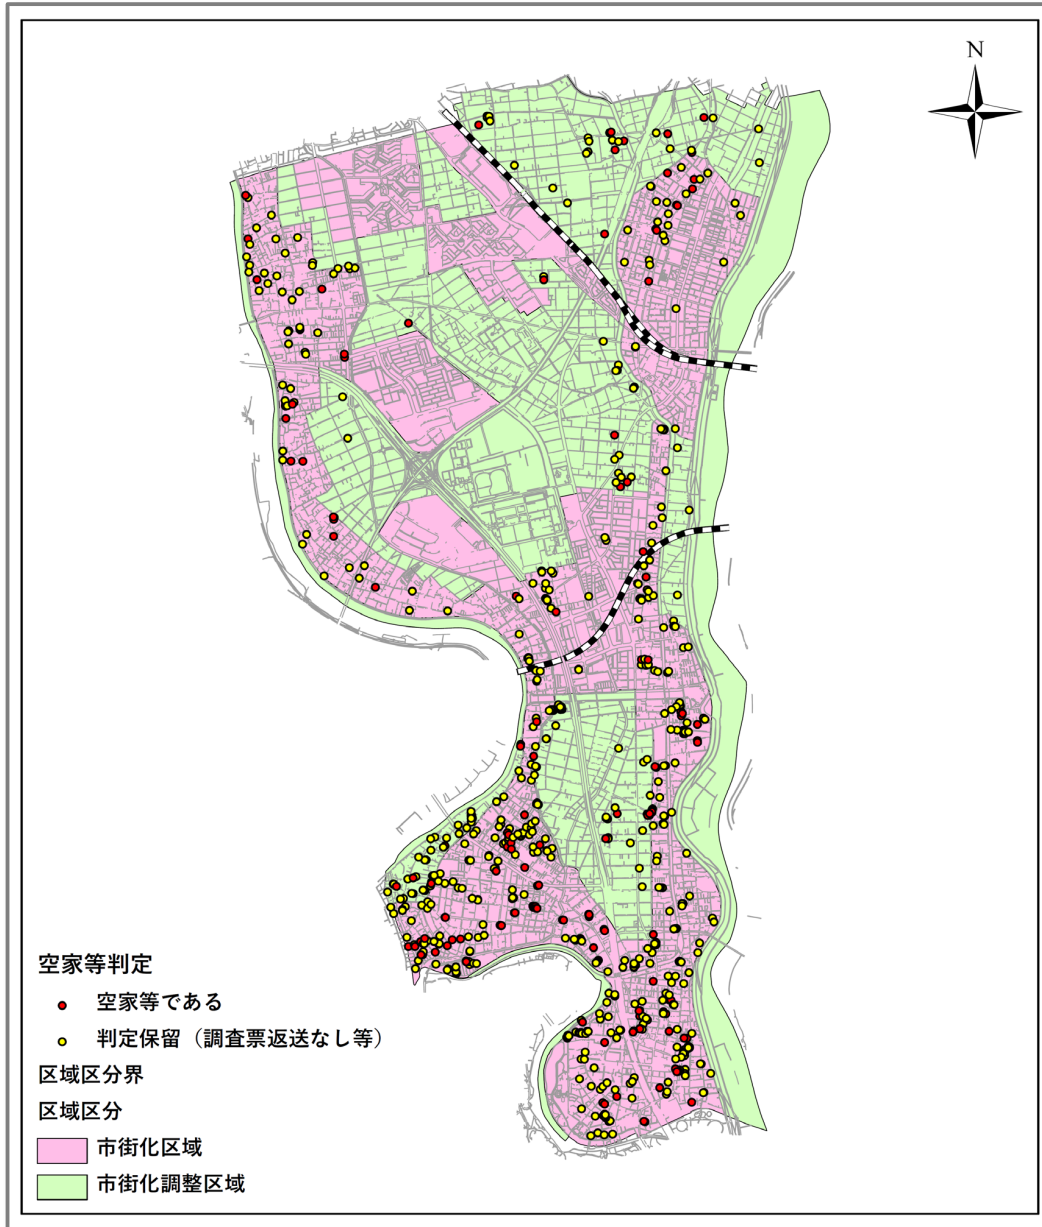 N
空家等判定
空家等である
判定保留（調査票返送なし等）
区域区分界
区域区分
市街化区域
市街化調整区域